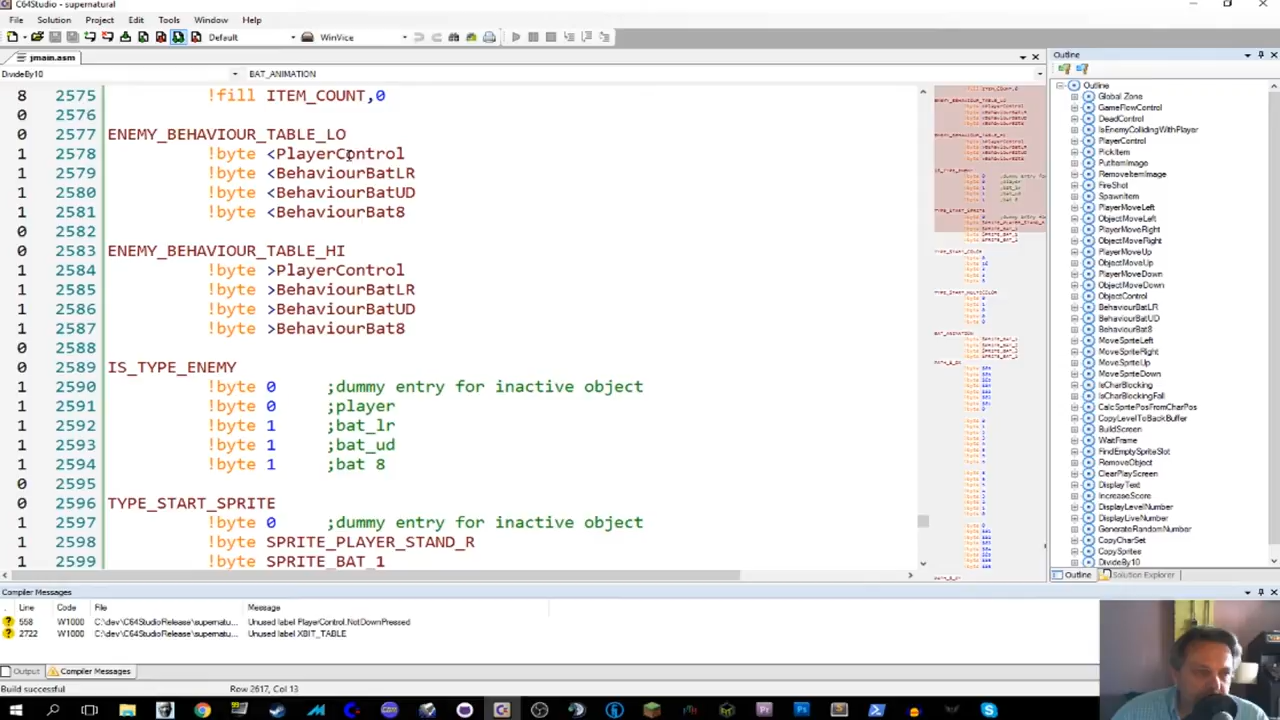 C64Studio - supernatural
File Solution Project Edit Tools Window Help
Default WinVice
jmain.asm
DivideBy10 BAT_ANIMATION
8 2575 !fill ITEM_COUNT,0
0 2576
0 2577 ENEMY_BEHAVIOUR_TABLE_LO
1 2578 !byte <PlayerControl
1 2579 !byte <BehaviourBatLR
1 2580 !byte <BehaviourBatUD
1 2581 !byte <BehaviourBat8
0 2582
0 2583 ENEMY_BEHAVIOUR_TABLE_HI
1 2584 !byte >PlayerControl
1 2585 !byte >BehaviourBatLR
1 2586 !byte >BehaviourBatUD
1 2587 !byte >BehaviourBat8
0 2588
0 2589 IS_TYPE_ENEMY
1 2590 !byte 0 ;dummy entry for inactive object
1 2591 !byte 0 ;player
1 2592 !byte 1 ;bat_lr
1 2593 !byte 1 ;bat_ud
1 2594 !byte 1 ;bat 8
0 2595
0 2596 TYPE_START_SPRITE
1 2597 !byte 0 ;dummy entry for inactive object
1 2598 !byte SPRITE_PLAYER_STAND_R
1 2599 !byte SPRITE_BAT_1
Outline
Outline
Global Zone
GameFlowControl
DeadControl
IsEnemyCollidingWithPlayer
PlayerControl
PickItem
PutItemImage
RemoveItemImage
FireShot
SpawnItem
PlayerMoveLeft
ObjectMoveLeft
PlayerMoveRight
ObjectMoveRight
PlayerMoveUp
ObjectMoveUp
PlayerMoveDown
ObjectMoveDown
ObjectControl
BehaviourBatLR
BehaviourBatUD
BehaviourBat8
MoveSpriteLeft
MoveSpriteRight
MoveSpriteUp
MoveSpriteDown
IsCharBlocking
IsCharBlockingFall
CalcSpritePosFromCharPos
CopyLevelToBackBuffer
BuildScreen
WaitFrame
FindEmptySpriteSlot
RemoveObject
ClearPlayScreen
DisplayText
IncreaseScore
DisplayLevelNumber
DisplayLiveNumber
GenerateRandomNumber
CopyCharSet
CopySprites
DivideBy10
Outline Solution Explorer
Compiler Messages
Line Code File Message
558 W1000 C:\dev\C64StudioRelease\supernatu... Unused label PlayerControl.NotDownPressed
2722 W1000 C:\dev\C64StudioRelease\supernatu... Unused label XBIT_TABLE
Output Compiler Messages
Build successful Row 2617, Col 13